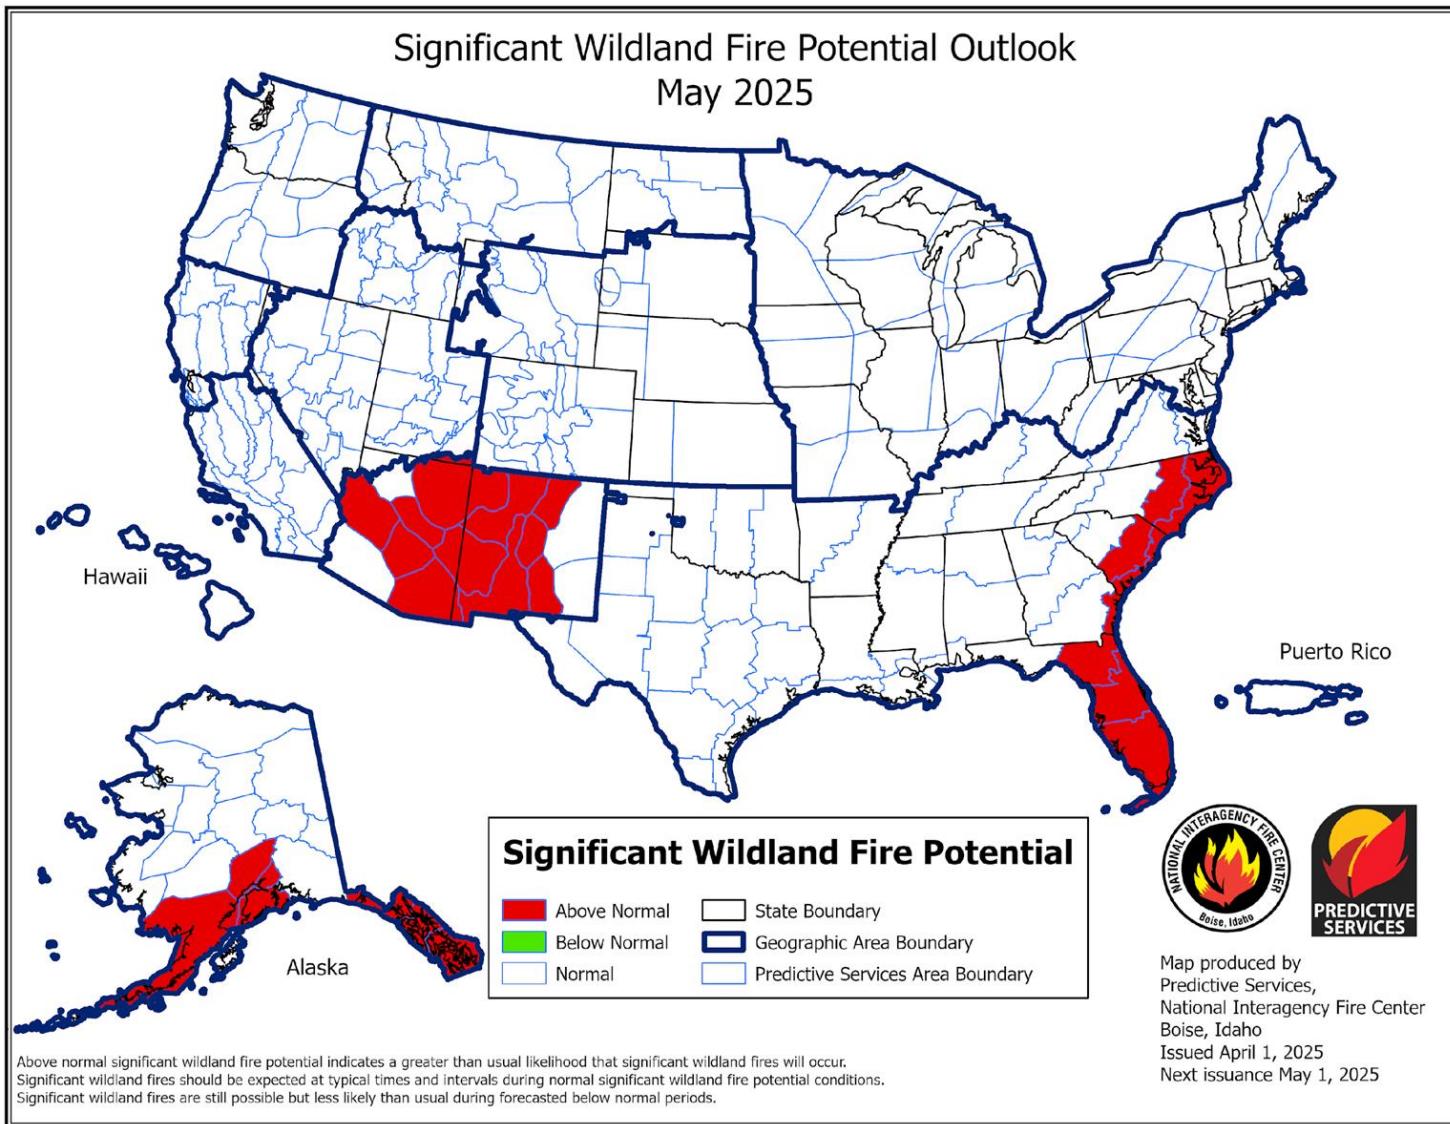 Significant Wildland Fire Potential Outlook
May 2025
Hawaii
Puerto Rico
Alaska
Significant Wildland Fire Potential
Above Normal
State Boundary
Below Normal
Geographic Area Boundary
Normal
Predictive Services Area Boundary
NATIONAL INTERAGENCY FIRE CENTER
Boise, Idaho
PREDICTIVE
SERVICES
Map produced by
Predictive Services,
National Interagency Fire Center
Boise, Idaho
Issued April 1, 2025
Next issuance May 1, 2025
Above normal significant wildland fire potential indicates a greater than usual likelihood that significant wildland fires will occur.
Significant wildland fires should be expected at typical times and intervals during normal significant wildland fire potential conditions.
Significant wildland fires are still possible but less likely than usual during forecasted below normal periods.